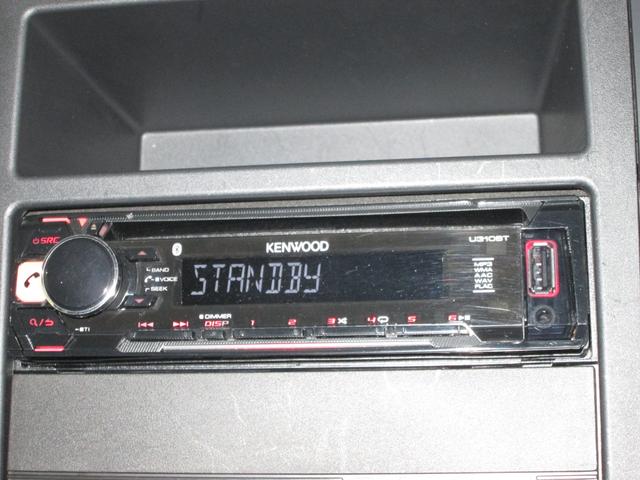 SRC
KENWOOD
U310BT
BAND
VOICE
SEEK
STANDBY
MP3
WMA
AAC
WAV
FLAC
DIMMER
DISP 1 2 3 4 5 6